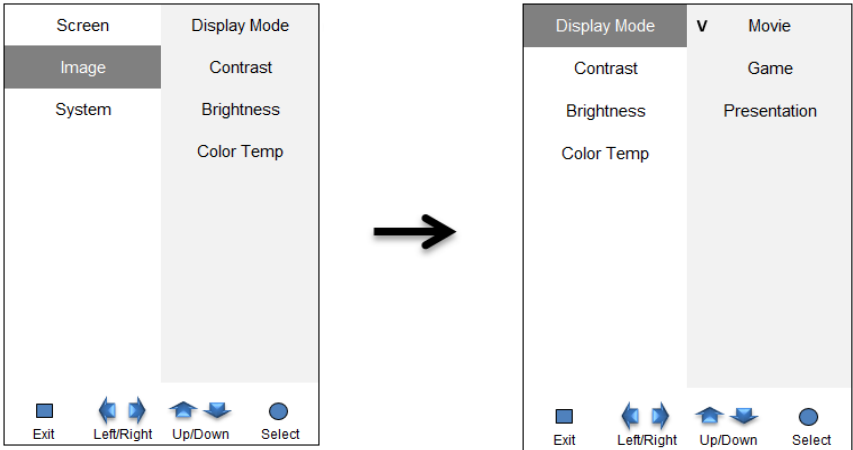 Screen Display Mode
Image Contrast
System Brightness
Color Temp
Exit Left/Right Up/Down Select
Display Mode V Movie
Contrast Game
Brightness Presentation
Color Temp
Exit Left/Right Up/Down Select